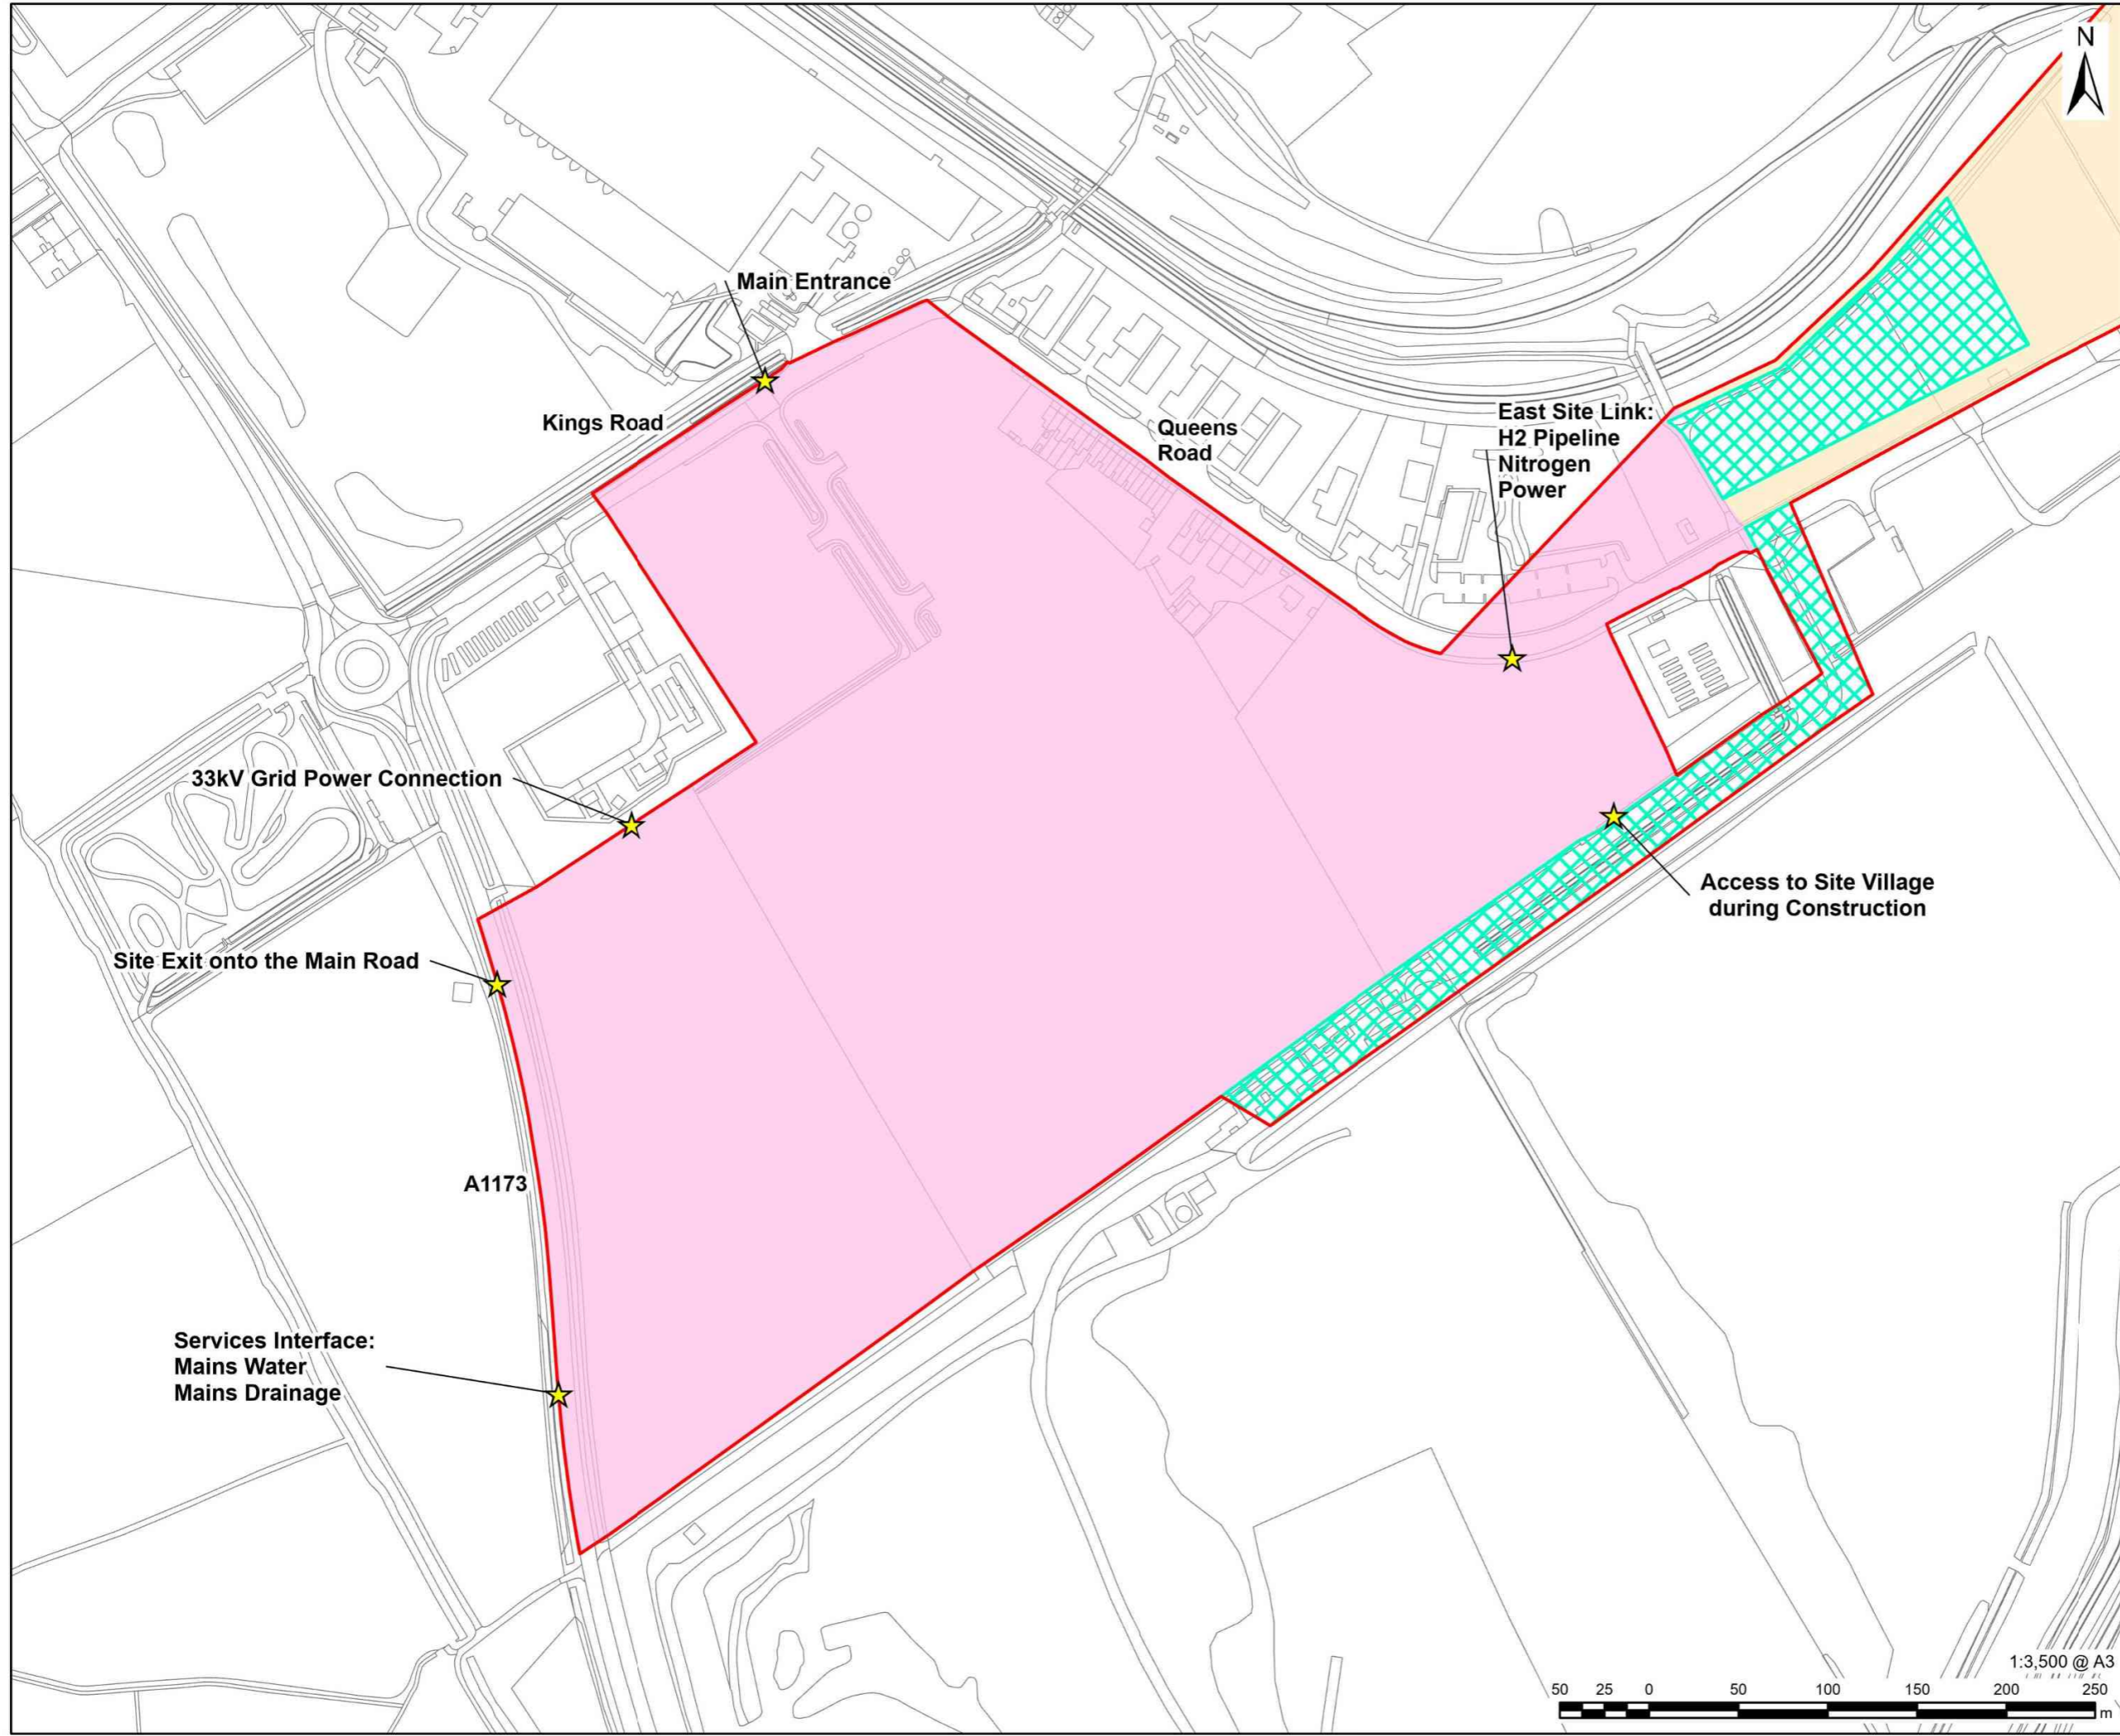 N
Main Entrance
Kings Road
Queens
Road
East Site Link:
H2 Pipeline
Nitrogen
Power
33kV Grid Power Connection
Access to Site Village
during Construction
Site Exit onto the Main Road
A1173
Services Interface:
Mains Water
Mains Drainage
1:3,500 @ A3
50 25 0 50 100 150 200 250
m